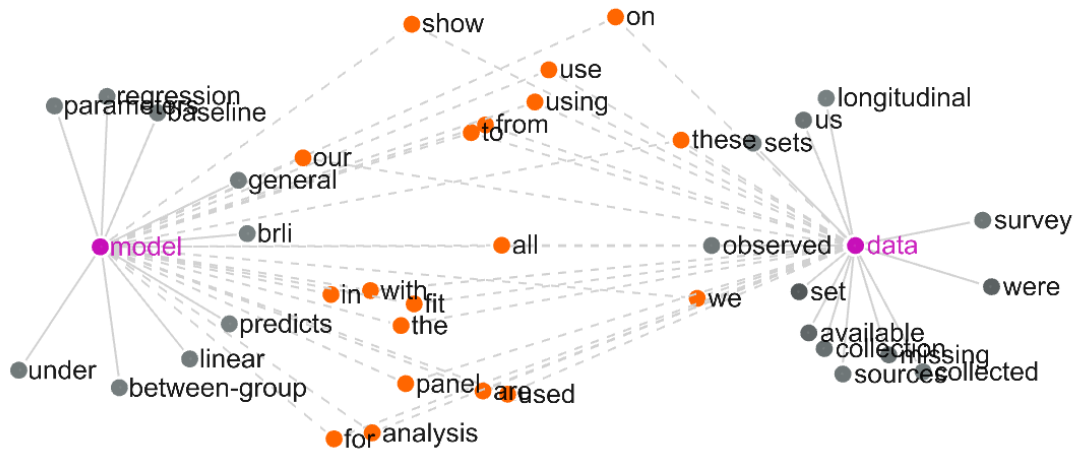 show
on
use
using
from
to
these
our
general
parameters
regression
baseline
longitudinal
us
sets
model
brli
all
observed
data
survey
were
set
in
with
fit
the
we
predicts
linear
under
between-group
available
collection
missing
sources
collected
panel
are
used
for
analysis